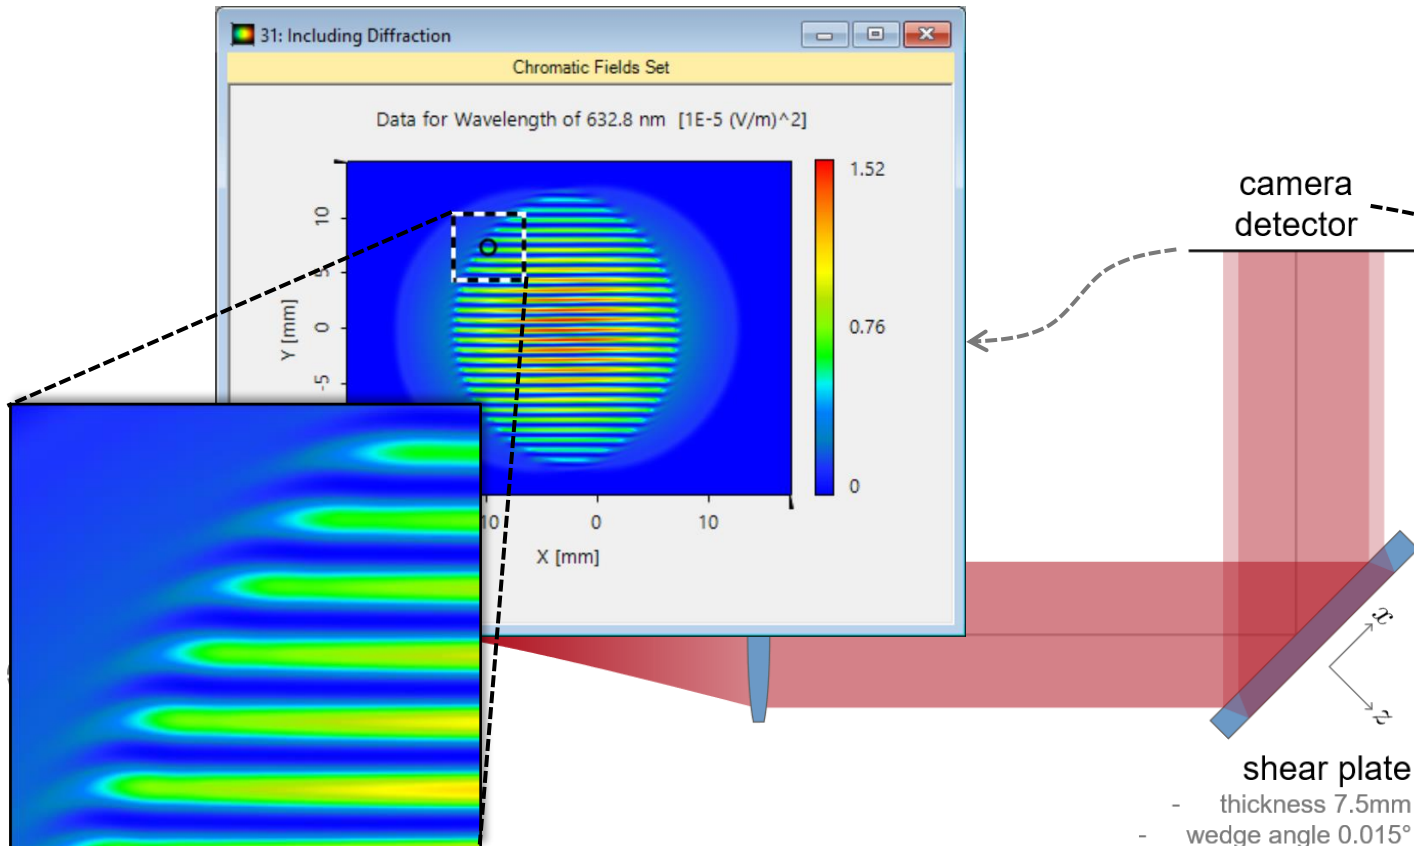 31: Including Diffraction
Chromatic Fields Set
Data for Wavelength of 632.8 nm [1E-5 (V/m)^2]
1.52
0.76
0
Y [mm]
10
5
0
-5
10
0
10
X [mm]
camera
detector
x
z
shear plate
- thickness 7.5mm
- wedge angle 0.015°